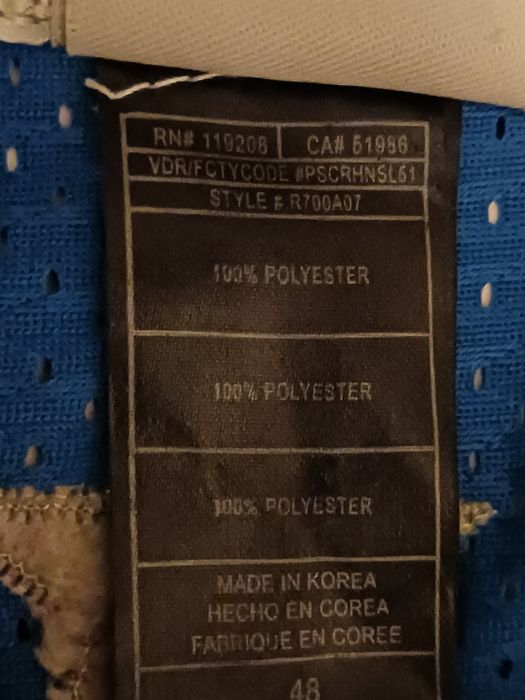 RN# 119208 CA# 51986
VDR/FCTYCODE #PSCRHNSL61
STYLE # R700A07
100% POLYESTER
100% POLYESTER
100% POLYESTER
MADE IN KOREA
HECHO EN COREA
FABRIQUE EN COREE
48